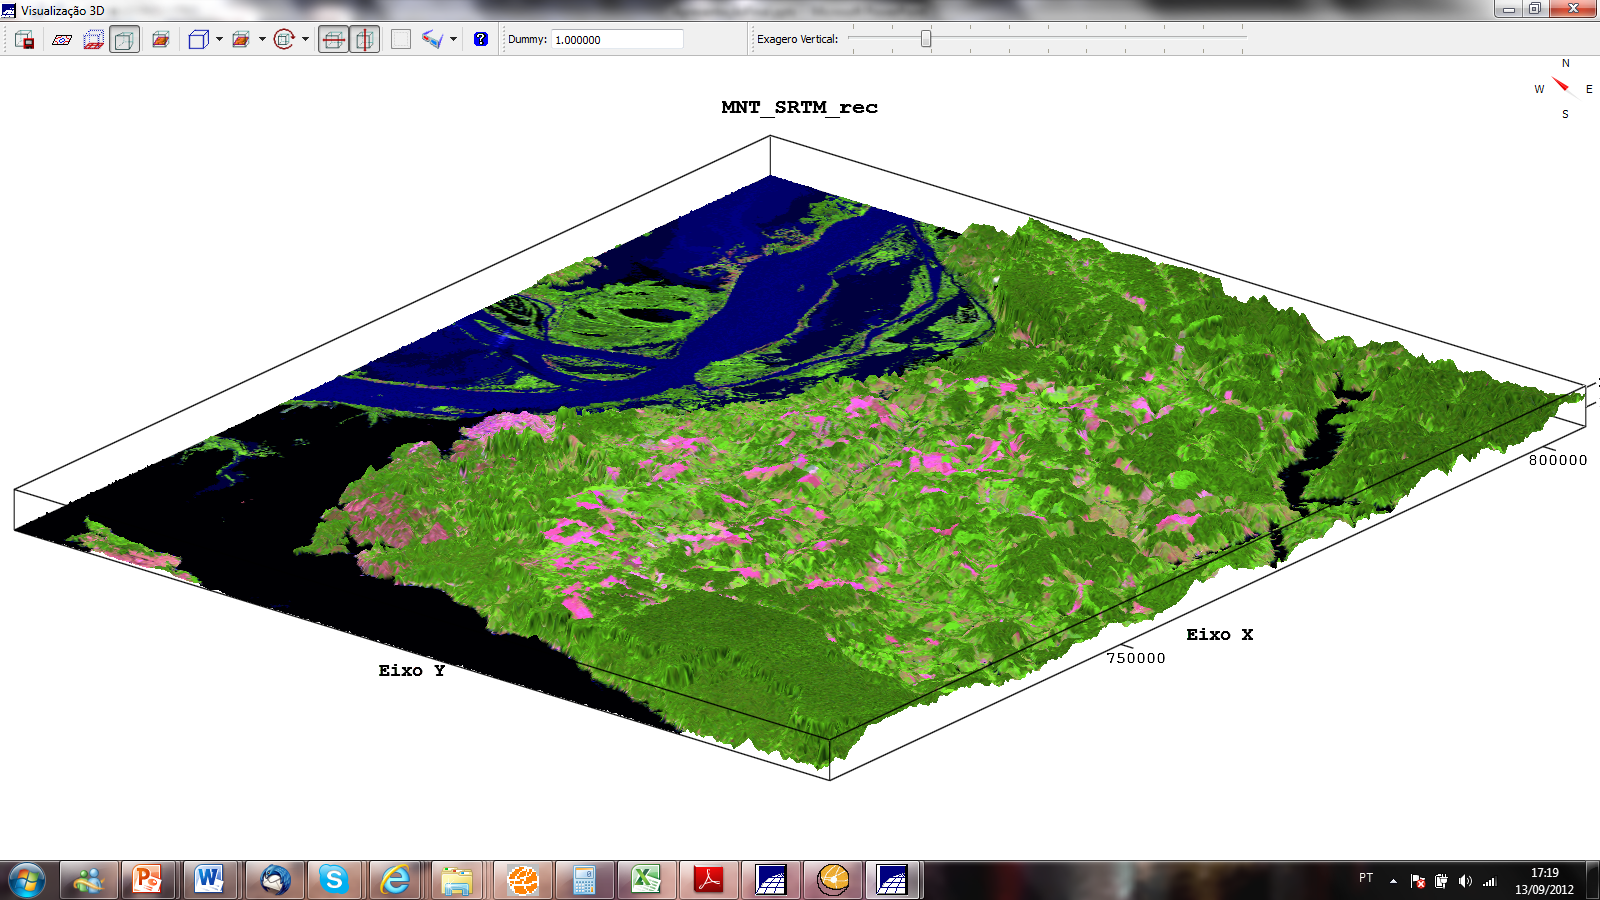 Visualização 3D
Dummy: 1.000000
Exagero Vertical:
N
W E
S
MNT_SRTM_rec
800000
Eixo X
750000
Eixo Y
PT
17:19
13/09/2012